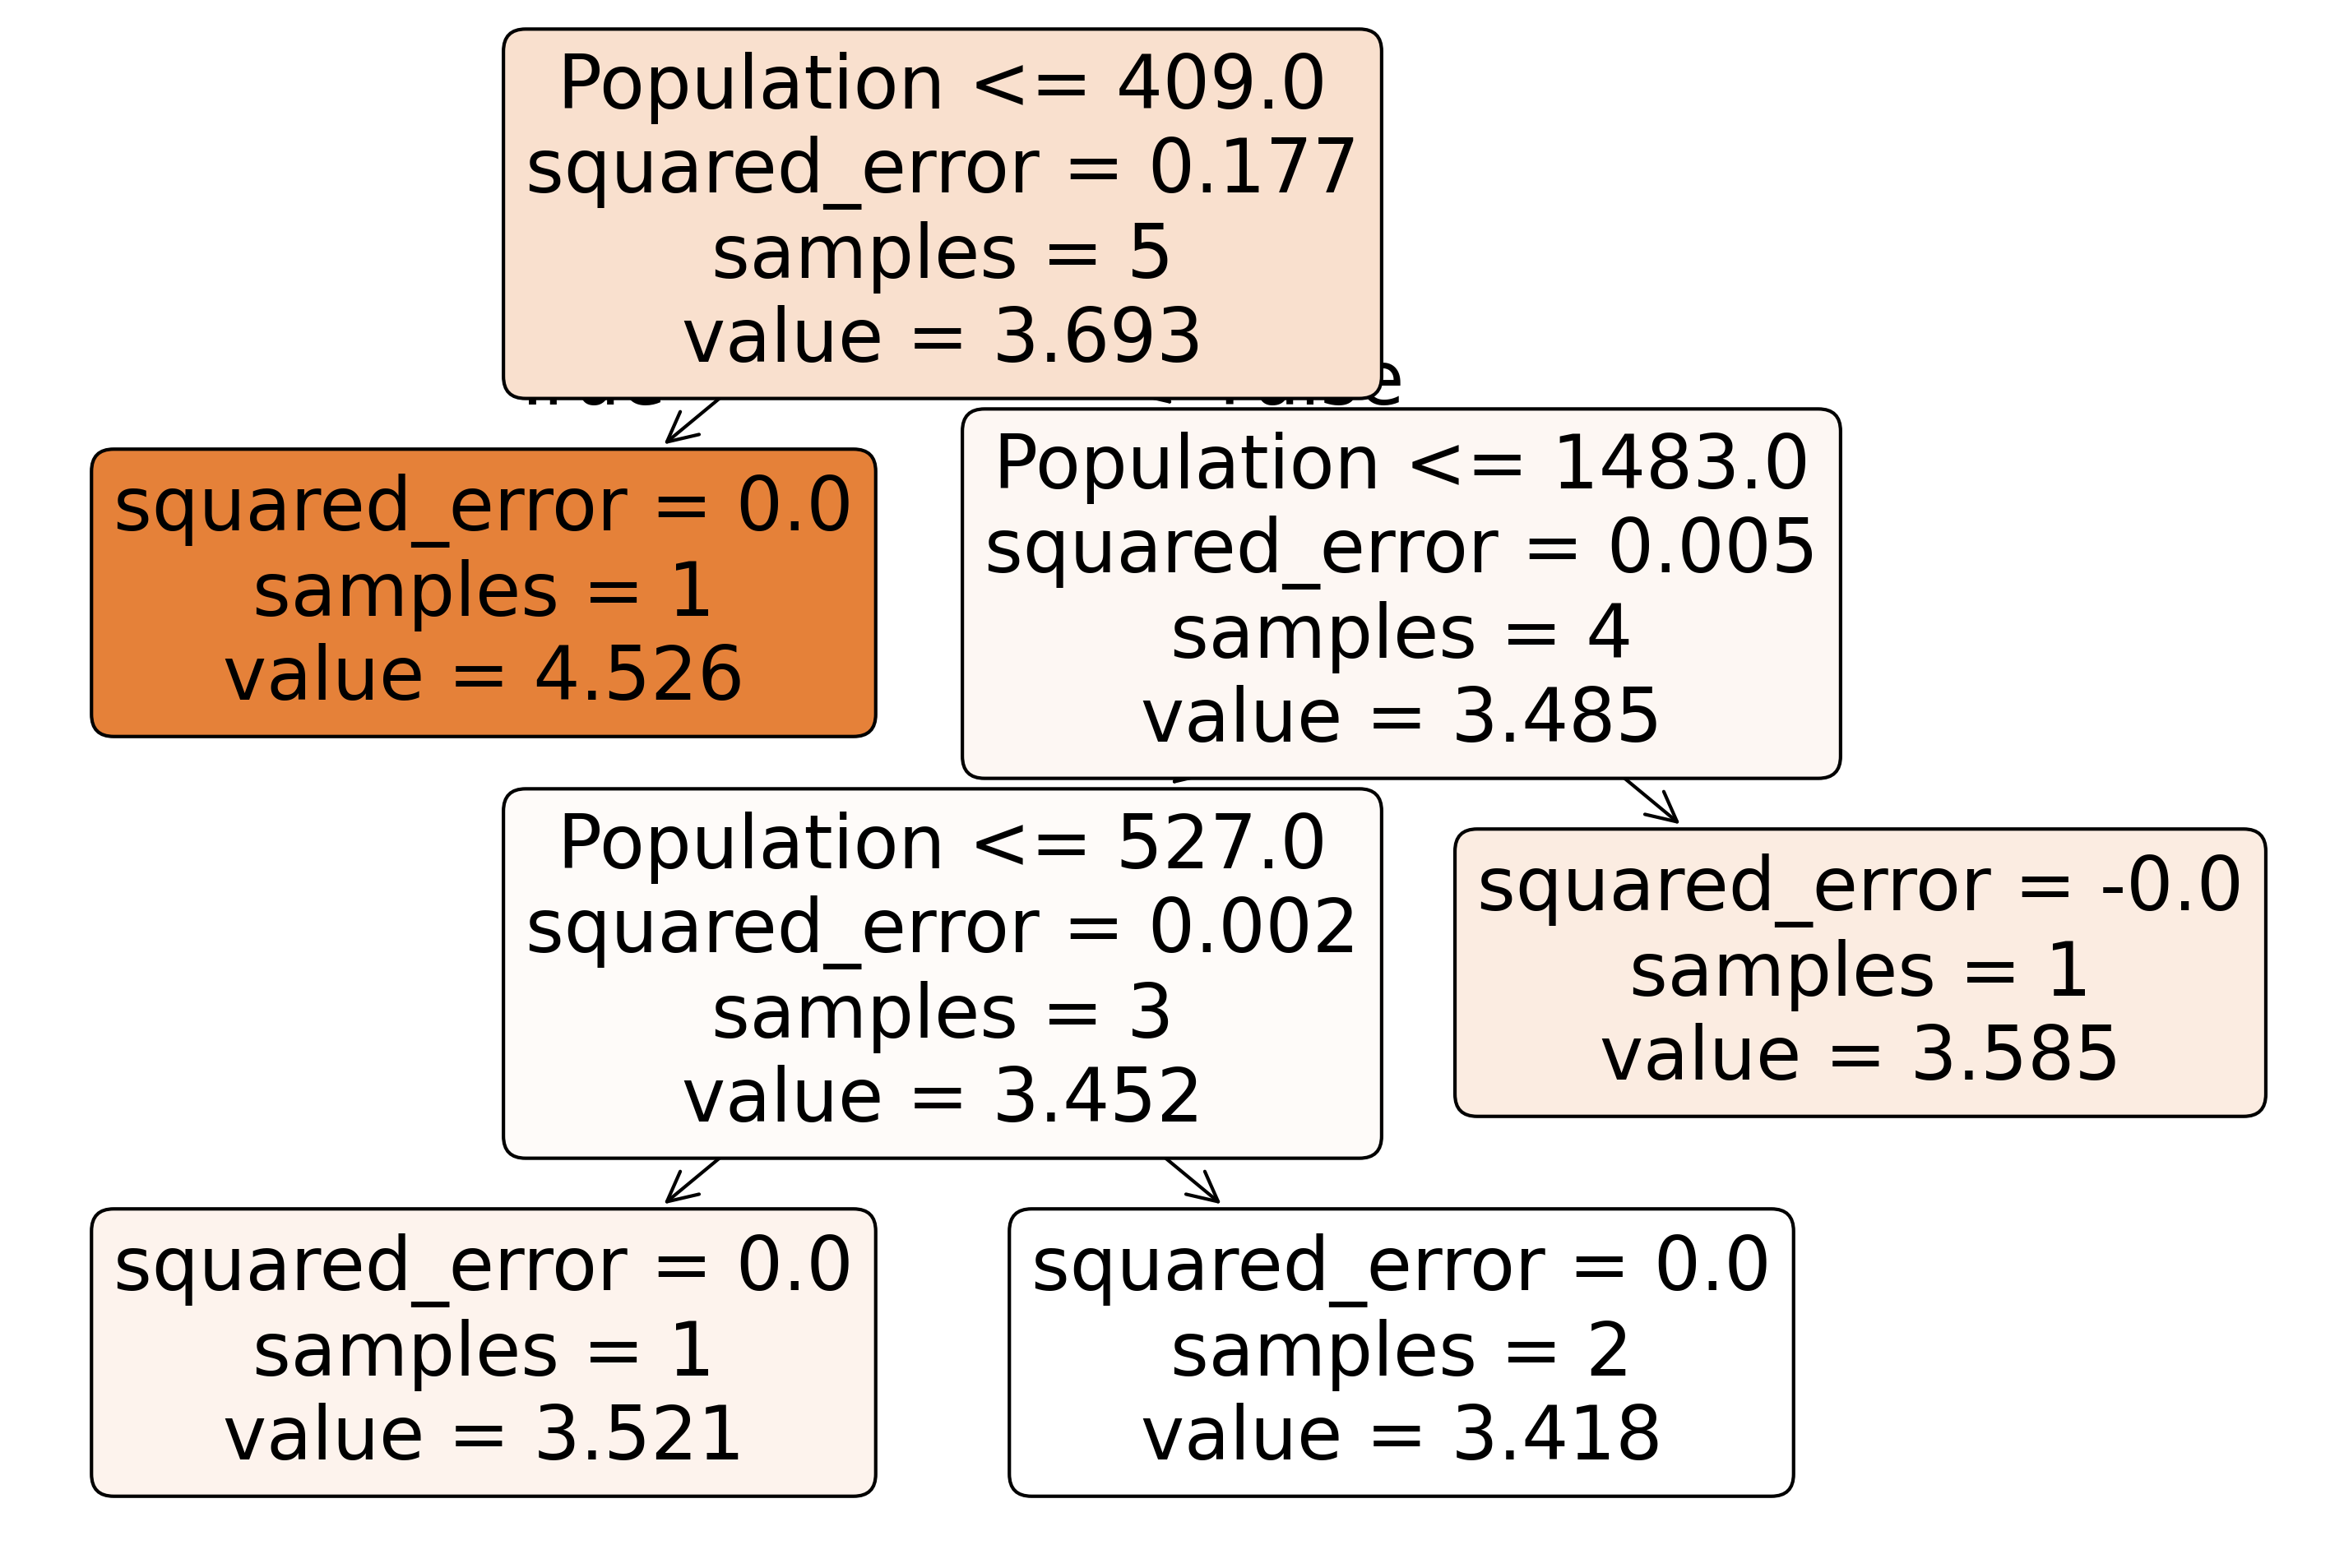 Population <= 409.0
squared_error = 0.177
samples = 5
value = 3.693
squared_error = 0.0
samples = 1
value = 4.526
Population <= 1483.0
squared_error = 0.005
samples = 4
value = 3.485
Population <= 527.0
squared_error = 0.002
samples = 3
value = 3.452
squared_error = -0.0
samples = 1
value = 3.585
squared_error = 0.0
samples = 1
value = 3.521
squared_error = 0.0
samples = 2
value = 3.418